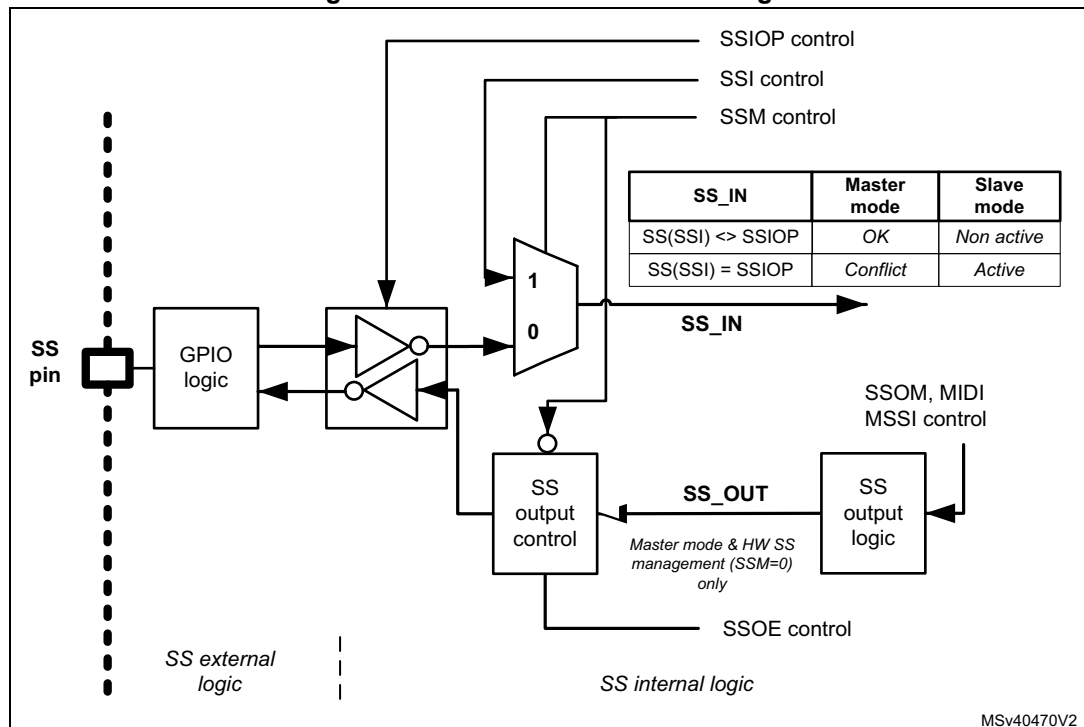 SSIOP control
SSI control
SSM control
SS_IN Master mode Slave mode
SS(SSI) <> SSIOP OK Non active
SS(SSI) = SSIOP Conflict Active
1
0
SS_IN
SS
pin
GPIO
logic
SSOM, MIDI
MSSI control
SS
output
control
SS_OUT
Master mode & HW SS
management (SSM=0)
only
SS
output
logic
SSOE control
SS external
logic
SS internal logic
MSv40470V2